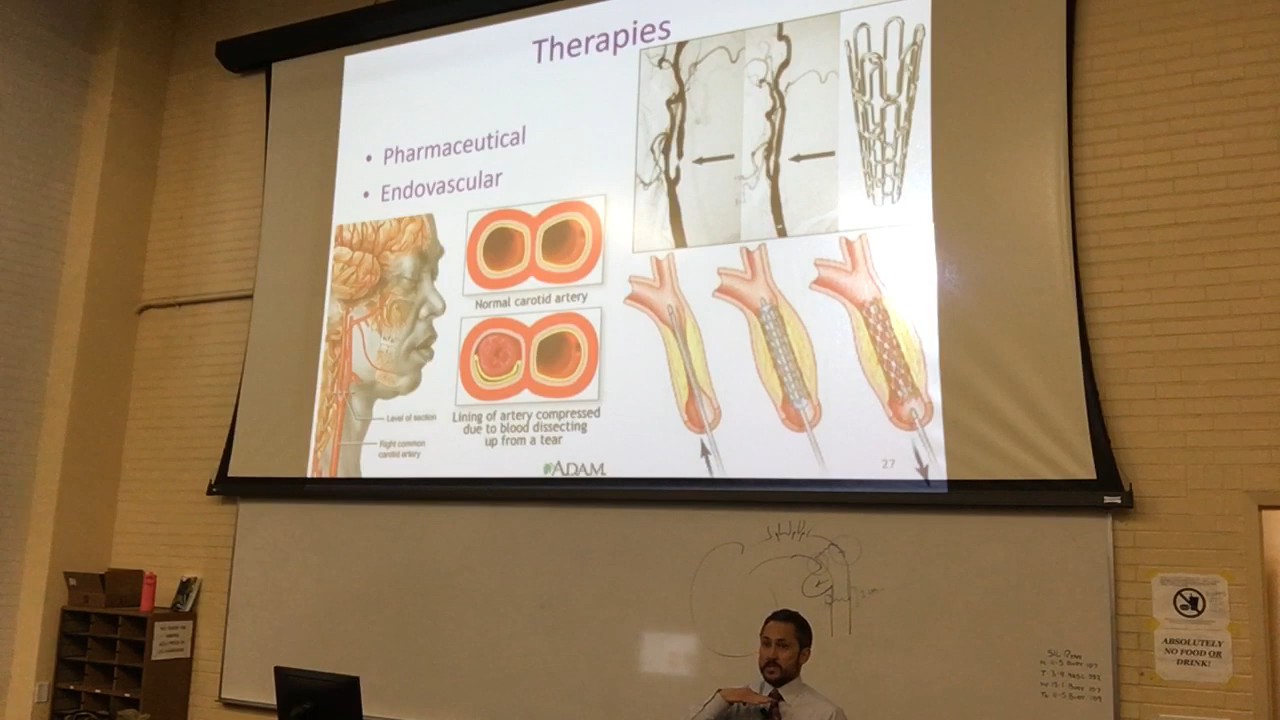 Therapies
• Pharmaceutical
• Endovascular
Normal carotid artery
Lining of artery compressed
due to blood dissecting
up from a tear
Level of section
Right common
carotid artery
ADAM.
27
ABSOLUTELY
NO FOOD OR
DRINK!